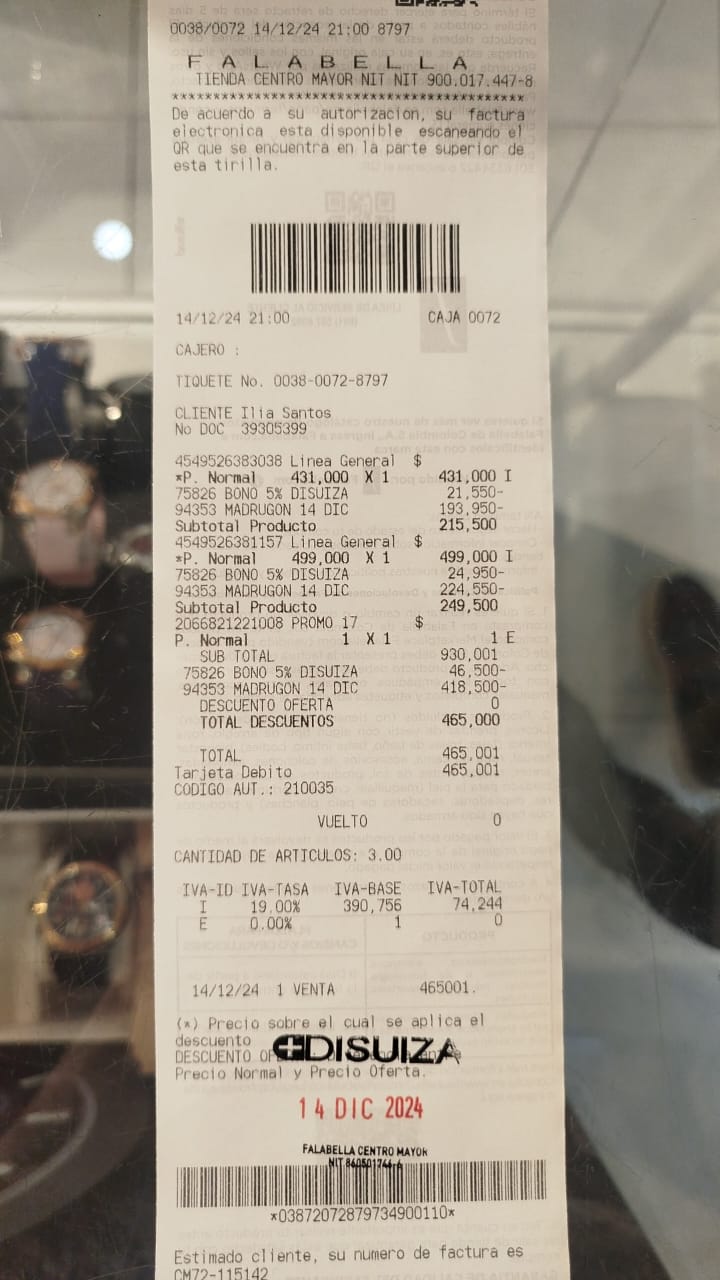 0038/0072 14/12/24 21:00 8797
F A L A B E L L A
TIENDA CENTRO MAYOR NIT NIT 900.017.447-8
De acuerdo a su autorizacion, su factura
electronica esta disponible escaneando el
QR que se encuentra en la parte superior de
esta tirilla.
14/12/24 21:00 CAJA 0072
CAJERO :
TIQUETE No. 0038-0072-8797
CLIENTE Ilia Santos
No DOC 39305399
4549526383038 Linea General $
*P. Normal 431,000 X 1 431,000 I
75826 BONO 5% DISUIZA 21,550-
94353 MADRUGON 14 DIC 193,950-
Subtotal Producto 215,500
4549526381157 Linea General $
*P. Normal 499,000 X 1 499,000 I
75826 BONO 5% DISUIZA 24,950-
94353 MADRUGON 14 DIC 224,550-
Subtotal Producto 249,500
2066821221008 PROMO 17 $
P. Normal 1 X 1 1 E
SUB TOTAL 930,001
75826 BONO 5% DISUIZA 46,500-
94353 MADRUGON 14 DIC 418,500-
DESCUENTO OFERTA 0
TOTAL DESCUENTOS 465,000
TOTAL 465,001
Tarjeta Debito 465,001
CODIGO AUT.: 210035
VUELTO 0
CANTIDAD DE ARTICULOS: 3.00
IVA-ID IVA-TASA IVA-BASE IVA-TOTAL
I 19.00% 390,756 74,244
E 0.00% 1 0
14/12/24 1 VENTA 465001.
(*) Precio sobre el cual se aplica el
descuento
DISUIZA
DESCUENTO
Precio Normal y Precio Oferta.
14 DIC 2024
FALABELLA CENTRO MAYOR
NIT 860501744-6
*03872072879734900110*
Estimado cliente, su numero de factura es
CM72-115142